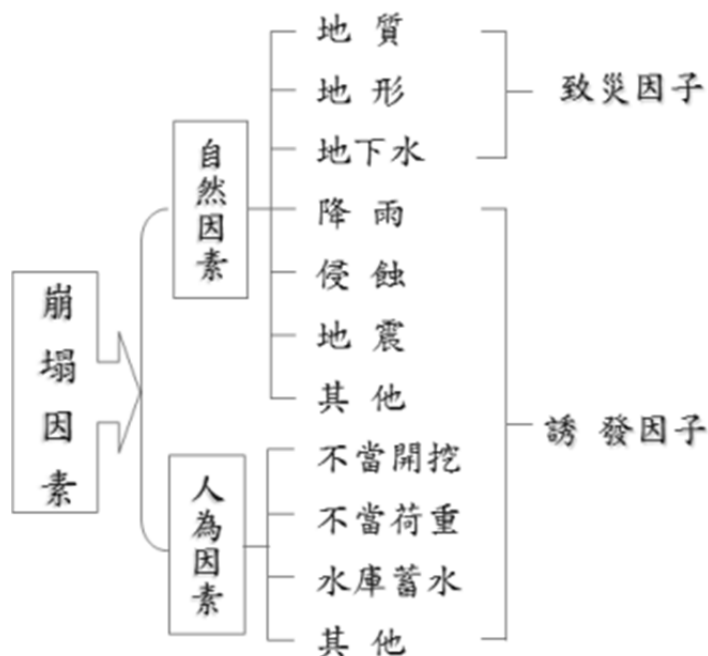 崩塌因素
自然因素
地質
地形
地下水
降雨
侵蝕
地震
其他
人為因素
不當開挖
不當荷重
水庫蓄水
其他
致災因子
誘發因子